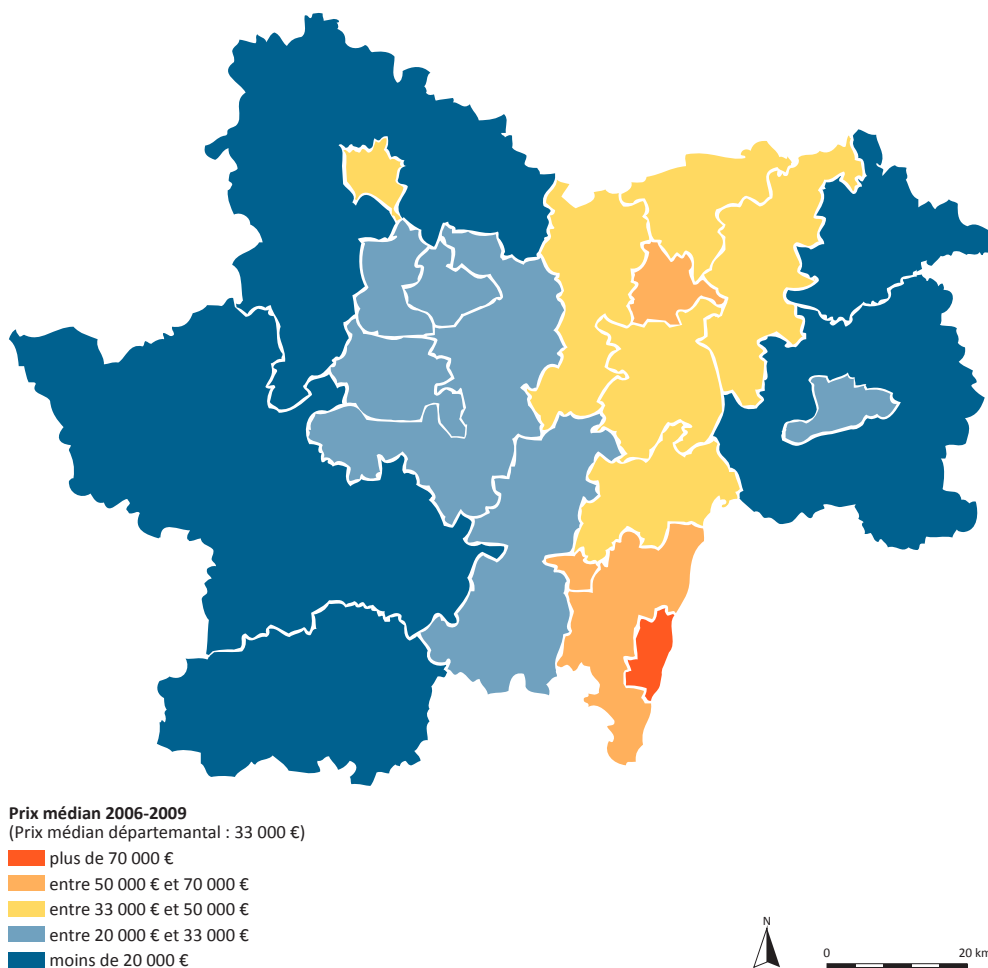 Prix médian 2006-2009
(Prix médian départemantal : 33 000 €)
plus de 70 000 €
entre 50 000 € et 70 000 €
entre 33 000 € et 50 000 €
entre 20 000 € et 33 000 €
moins de 20 000 €
N
0 20 km